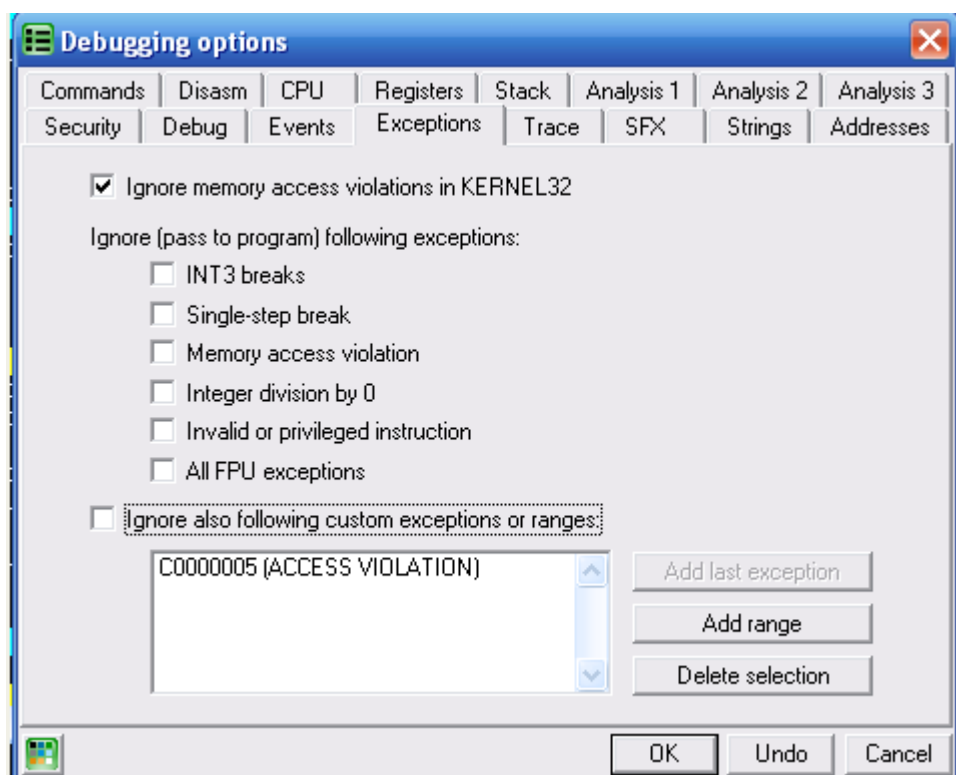 Debugging options
Commands Disasm CPU Registers Stack Analysis 1 Analysis 2 Analysis 3
Security Debug Events Exceptions Trace SFX Strings Addresses
Ignore memory access violations in KERNEL32
Ignore (pass to program) following exceptions:
INT3 breaks
Single-step break
Memory access violation
Integer division by 0
Invalid or privileged instruction
All FPU exceptions
Ignore also following custom exceptions or ranges:
C0000005 (ACCESS VIOLATION)
Add last exception
Add range
Delete selection
OK Undo Cancel